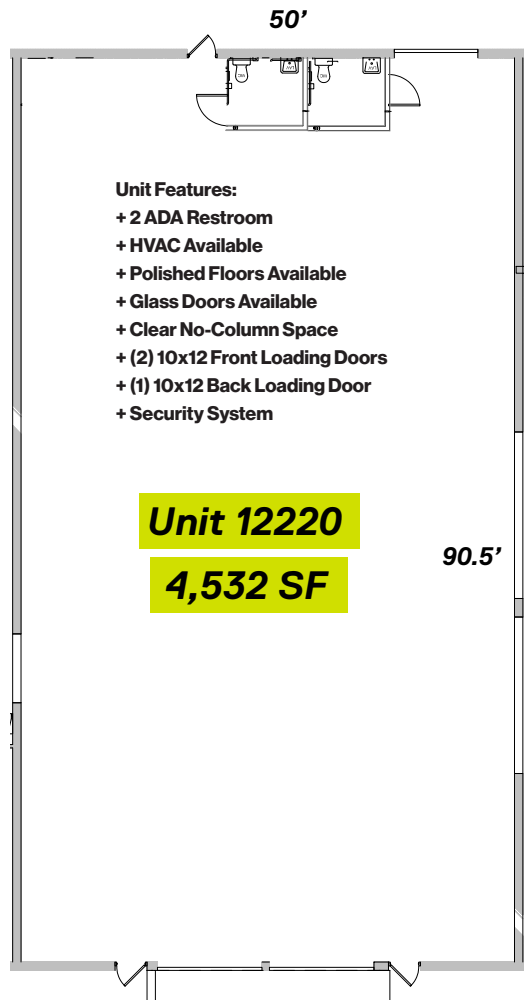 50’
Unit Features:
+ 2 ADA Restroom
+ HVAC Available
+ Polished Floors Available
+ Glass Doors Available
+ Clear No-Column Space
+ (2) 10x12 Front Loading Doors
+ (1) 10x12 Back Loading Door
+ Security System
Unit 12220
4,532 SF
90.5’